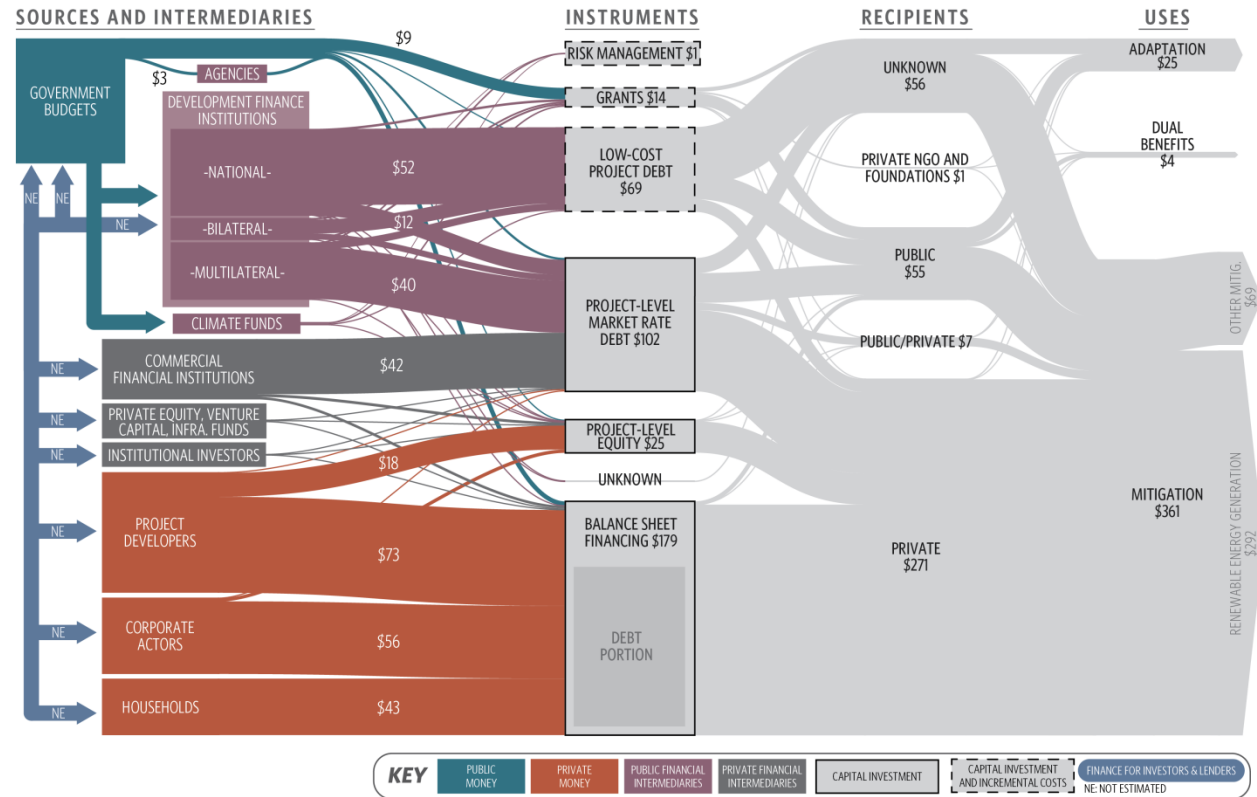 SOURCES AND INTERMEDIARIES
INSTRUMENTS
RECIPIENTS
USES
GOVERNMENT
BUDGETS
$9
$3
AGENCIES
DEVELOPMENT FINANCE
INSTITUTIONS
-NATIONAL-
$52
-BILATERAL-
$12
-MULTILATERAL-
$40
CLIMATE FUNDS
NE
NE
NE
COMMERCIAL
FINANCIAL INSTITUTIONS
$42
NE
PRIVATE EQUITY, VENTURE
CAPITAL, INFRA. FUNDS
NE
INSTITUTIONAL INVESTORS
NE
$18
PROJECT
DEVELOPERS
NE
$73
CORPORATE
ACTORS
NE
$56
HOUSEHOLDS
NE
$43
RISK MANAGEMENT $1
GRANTS $14
LOW-COST
PROJECT DEBT
$69
PROJECT-LEVEL
MARKET RATE
DEBT $102
PROJECT-LEVEL
EQUITY $25
UNKNOWN
BALANCE SHEET
FINANCING $179
DEBT
PORTION
UNKNOWN
$56
PRIVATE NGO AND
FOUNDATIONS $1
PUBLIC
$55
PUBLIC/PRIVATE $7
PRIVATE
$271
ADAPTATION
$25
DUAL
BENEFITS
$4
MITIGATION
$361
OTHER MITIG.
$69
RENEWABLE ENERGY GENERATION
$292
KEY
PUBLIC
MONEY
PRIVATE
MONEY
PUBLIC FINANCIAL
INTERMEDIARIES
PRIVATE FINANCIAL
INTERMEDIARIES
CAPITAL INVESTMENT
CAPITAL INVESTMENT
AND INCREMENTAL COSTS
FINANCE FOR INVESTORS & LENDERS
NE: NOT ESTIMATED